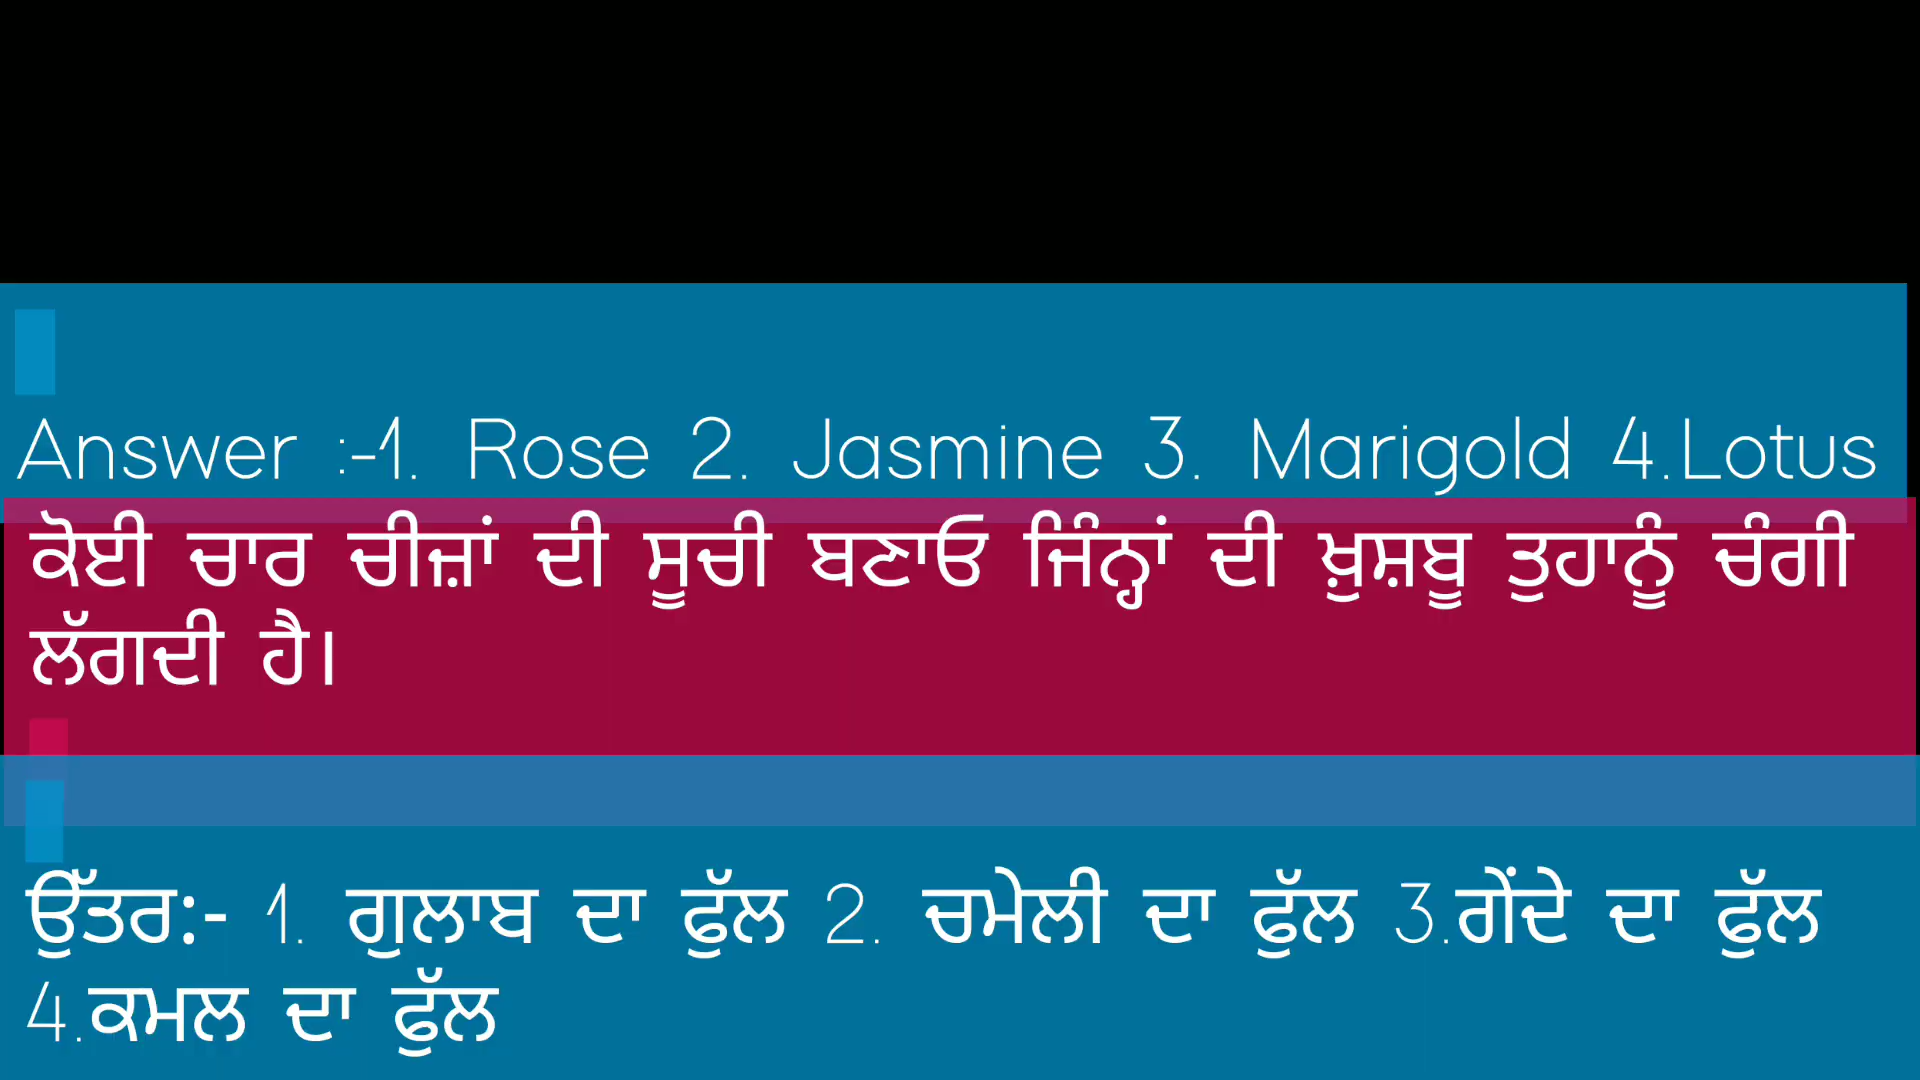 Answer :-1. Rose 2. Jasmine 3. Marigold 4.Lotus
ਕੋਈ ਚਾਰ ਚੀਜ਼ਾਂ ਦੀ ਸੂਚੀ ਬਣਾਓ ਜਿੰਨ੍ਹਾਂ ਦੀ ਖ਼ੁਸ਼ਬੂ ਤੁਹਾਨੂੰ ਚੰਗੀ
ਲੱਗਦੀ ਹੈ।
ਉੱਤਰ:- 1. ਗੁਲਾਬ ਦਾ ਫੁੱਲ 2. ਚਮੇਲੀ ਦਾ ਫੁੱਲ 3.ਗੇਂਦੇ ਦਾ ਫੁੱਲ
4.ਕਮਲ ਦਾ ਫੁੱਲ